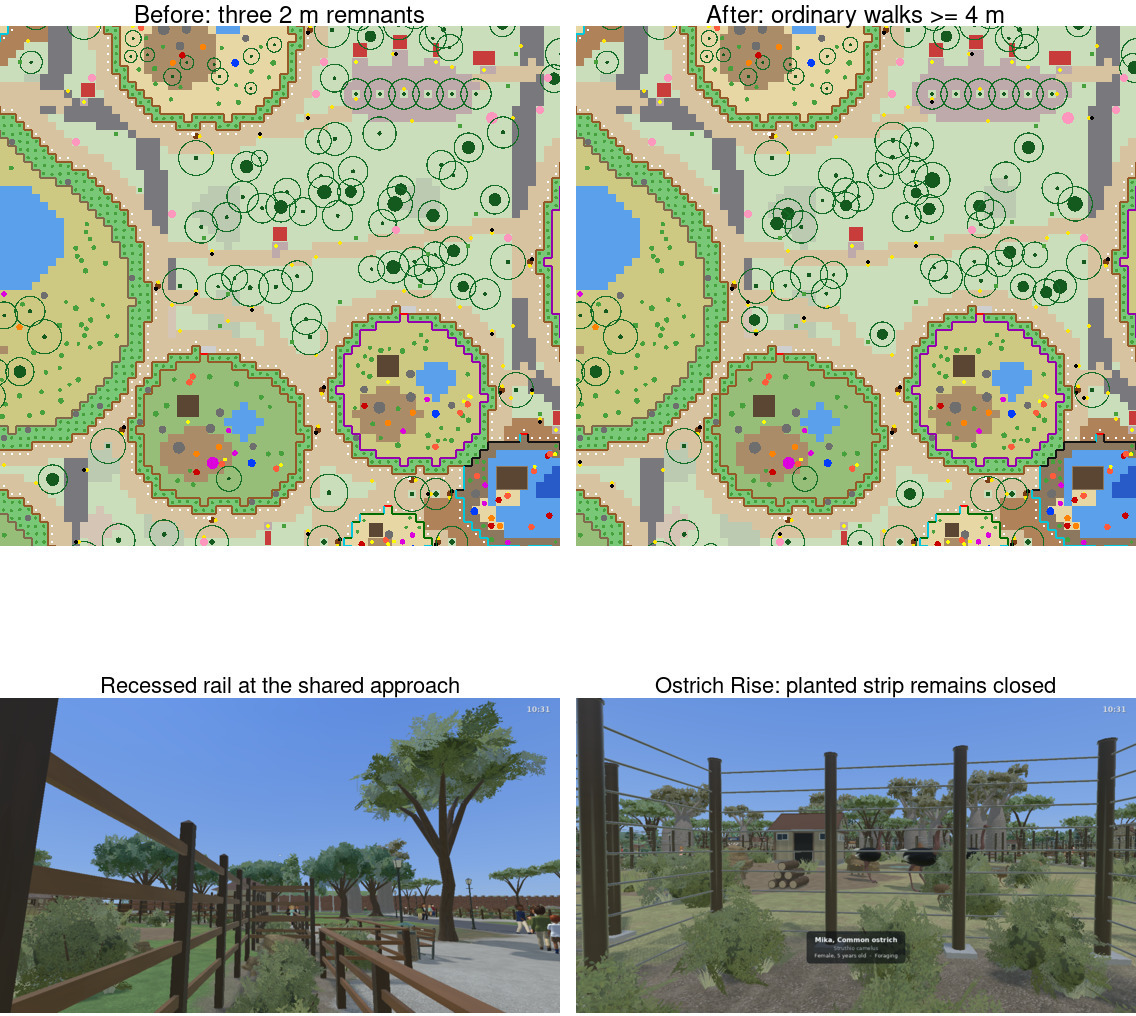 Before: three 2 m remnants
After: ordinary walks >= 4 m
Recessed rail at the shared approach
Ostrich Rise: planted strip remains closed
10:31
10:31
Mika, Common ostrich
Struthio camelus
Female, 5 years old · Foraging